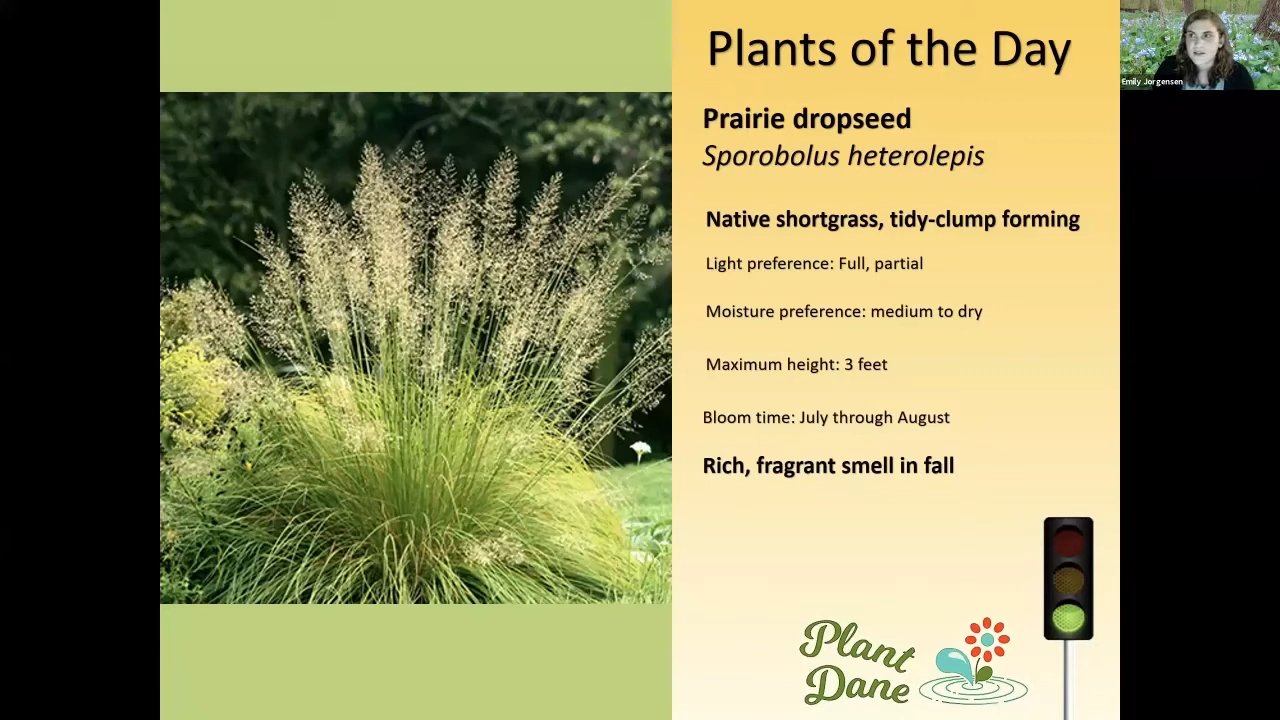 Plants of the Day
Emily Jorgensen
Prairie dropseed
Sporobolus heterolepis
Native shortgrass, tidy-clump forming
Light preference: Full, partial
Moisture preference: medium to dry
Maximum height: 3 feet
Bloom time: July through August
Rich, fragrant smell in fall
Plant
Dane